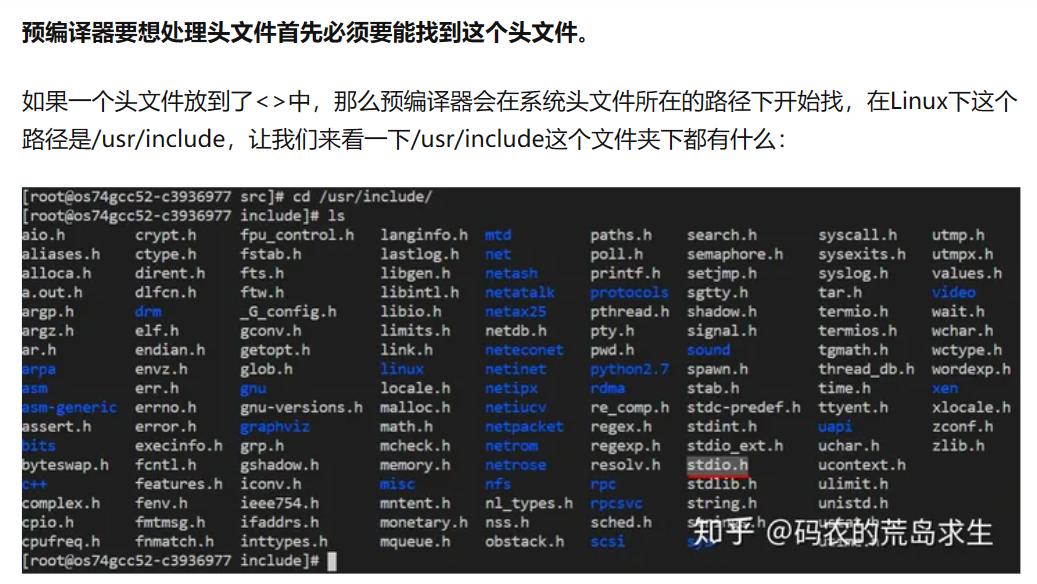 预编译器要想处理头文件首先必须要能找到这个头文件。
如果一个头文件放到了<>中，那么预编译器会在系统头文件所在的路径下开始找，在Linux下这个
路径是/usr/include，让我们来看一下/usr/include这个文件夹下都有什么：
[root@os74gcc52-c3936977 src]# cd /usr/include/
[root@os74gcc52-c3936977 include]# ls
aio.h crypt.h fpu_control.h langinfo.h mtd paths.h search.h syscall.h utmp.h
aliases.h ctype.h fstab.h lastlog.h net poll.h semaphore.h sysexits.h utmpx.h
alloca.h dirent.h fts.h libgen.h netash printf.h setjmp.h syslog.h values.h
a.out.h dlfcn.h ftw.h libintl.h netatalk protocols sgtty.h tar.h video
argp.h drm _G_config.h libio.h netax25 pthread.h shadow.h termio.h wait.h
argz.h elf.h gconv.h limits.h netdb.h pty.h signal.h termios.h wchar.h
ar.h endian.h getopt.h link.h neteconet pwd.h sound tgmath.h wctype.h
arpa envz.h glob.h linux netinet python2.7 spawn.h thread_db.h wordexp.h
asm err.h gnu locale.h netipx rdma stab.h time.h xen
asm-generic errno.h gnu-versions.h malloc.h netiucv re_comp.h stdc-predef.h ttyent.h xlocale.h
assert.h error.h graphviz math.h netpacket regex.h stdint.h uapi zconf.h
bits execinfo.h grp.h mcheck.h netrom regexp.h stdio_ext.h uchar.h zlib.h
byteswap.h fcntl.h gshadow.h memory.h netrose resolv.h stdio.h ucontext.h
c++ features.h iconv.h misc nfs rpc stdlib.h ulimit.h
complex.h fenv.h ieee754.h mntent.h nl_types.h rpcsvc string.h unistd.h
cpio.h fmtmsg.h ifaddrs.h monetary.h nss.h sched.h
cpufreq.h fnmatch.h inttypes.h mqueue.h obstack.h scsi
知乎 @码农的荒岛求生
[root@os74gcc52-c3936977 include]#